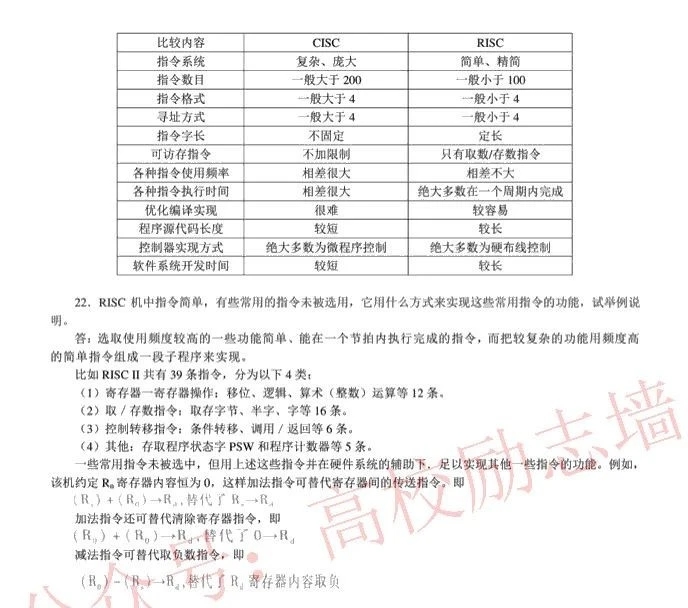 比较内容 CISC RISC
指令系统 复杂、庞大 简单、精简
指令数目 一般大于 200 一般小于 100
指令格式 一般大于 4 一般小于 4
寻址方式 一般大于 4 一般小于 4
指令字长 不固定 定长
可访存指令 不加限制 只有取数/存数指令
各种指令使用频率 相差很大 相差不大
各种指令执行时间 相差很大 绝大多数在一个周期内完成
优化编译实现 很难 较容易
程序源代码长度 较短 较长
控制器实现方式 绝大多数为微程序控制 绝大多数为硬布线控制
软件系统开发时间 较短 较长
22．RISC 机中指令简单，有些常用的指令未被选用，它用什么方式来实现这些常用指令的功能，试举例说
明。
答：选取使用频度较高的一些功能简单、能在一个节拍内执行完成的指令，而把较复杂的功能用频度高
的简单指令组成一段子程序来实现。
比如 RISC II 共有 39 条指令，分为以下 4 类：
（1）寄存器一寄存器操作：移位、逻辑、算术（整数）运算等 12 条。
（2）取／存数指令：取存字节、半字、字等 16 条。
（3）控制转移指令：条件转移、调用／返回等 6 条。
（4）其他：存取程序状态字 PSW 和程序计数器等 5 条。
一些常用指令未被选中，但用上述这些指令并在硬件系统的辅助下，足以实现其他一些指令的功能。例如，
该机约定 R₀ 寄存器内容恒为 0，这样加法指令可替代寄存器间的传送指令。即
(Rₛ)+(R₀)→R_d,替代了 Rₛ→R_d
加法指令还可替代清除寄存器指令，即
(R₀)+(R₀)→R_d,替代了 0→R_d
减法指令可替代取负数指令，即
(R₀)−(Rₛ)→R_d,替代了 R_d 寄存器内容取负
公众号：高校励志墙